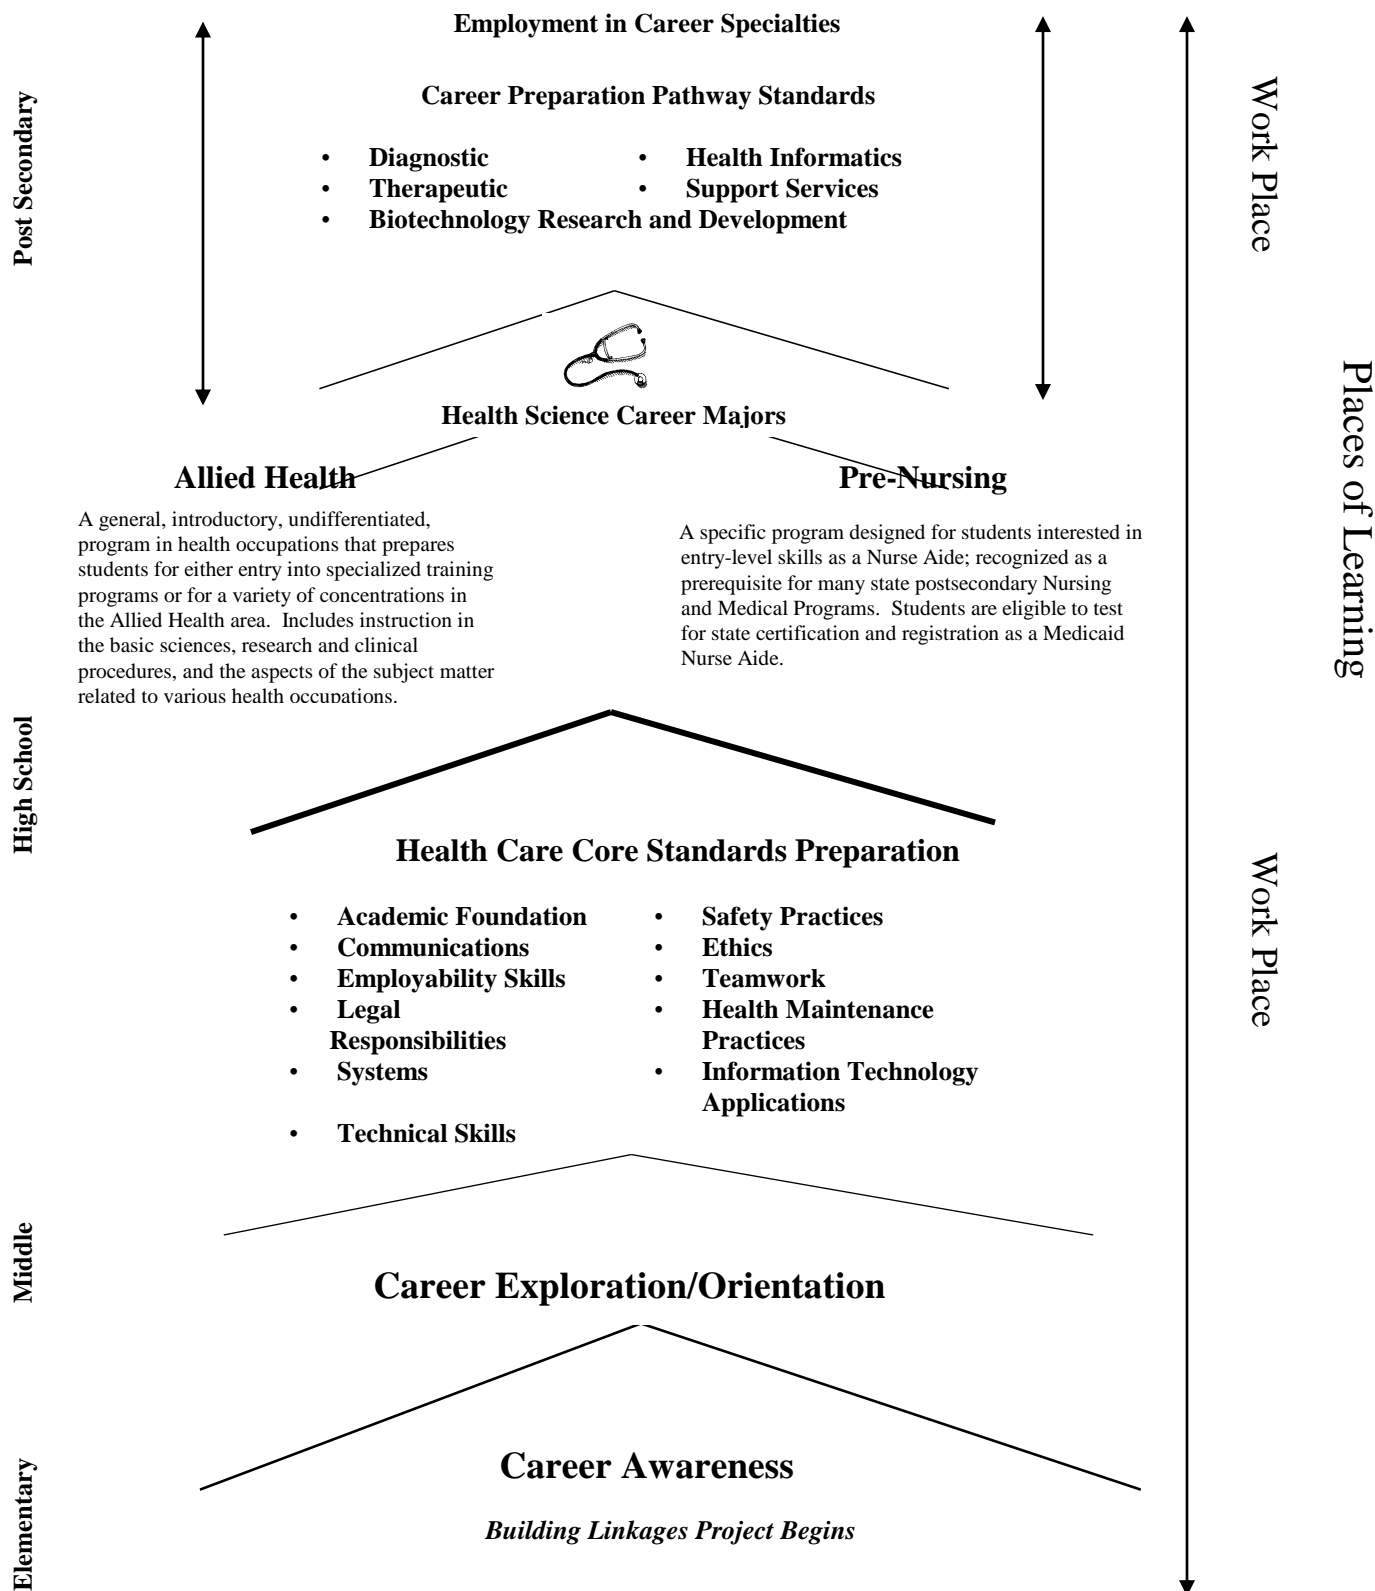 Employment in Career Specialties
Career Preparation Pathway Standards
• Diagnostic
• Therapeutic
• Health Informatics
• Support Services
• Biotechnology Research and Development
Health Science Career Majors
Allied Health
A general, introductory, undifferentiated,
program in health occupations that prepares
students for either entry into specialized training
programs or for a variety of concentrations in
the Allied Health area. Includes instruction in
the basic sciences, research and clinical
procedures, and the aspects of the subject matter
related to various health occupations.
Pre-Nursing
A specific program designed for students interested in
entry-level skills as a Nurse Aide; recognized as a
prerequisite for many state postsecondary Nursing
and Medical Programs. Students are eligible to test
for state certification and registration as a Medicaid
Nurse Aide.
Health Care Core Standards Preparation
• Academic Foundation
• Communications
• Employability Skills
• Legal
Responsibilities
• Systems
• Technical Skills
• Safety Practices
• Ethics
• Teamwork
• Health Maintenance
Practices
• Information Technology
Applications
Career Exploration/Orientation
Career Awareness
Building Linkages Project Begins
Post Secondary
High School
Middle
Elementary
Work Place
Work Place
Places of Learning